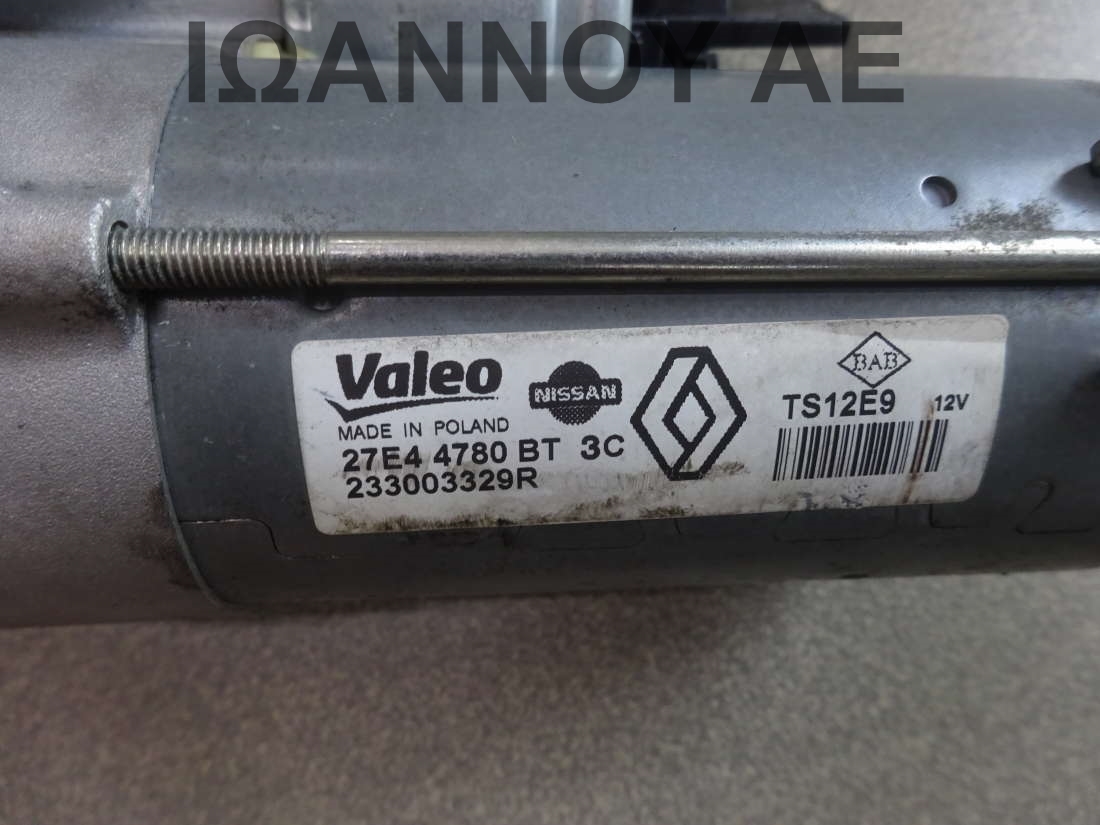 ΙΩΑΝΝΟΥ ΑΕ
Valeo
MADE IN POLAND
27E4 4780 BT 3C
233003329R
NISSAN
BAB
TS12E9 12V